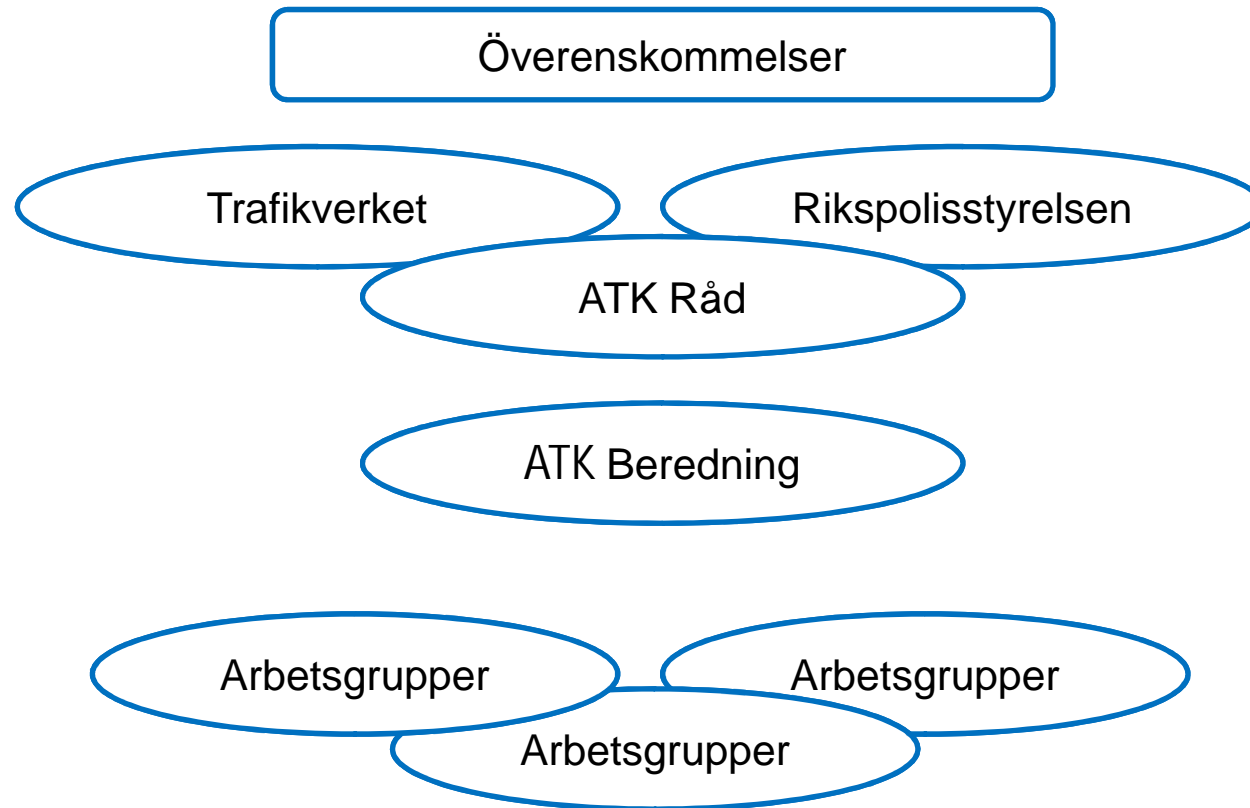 Överenskommelser
Trafikverket
Rikspolisstyrelsen
ATK Råd
ATK Beredning
Arbetsgrupper
Arbetsgrupper
Arbetsgrupper